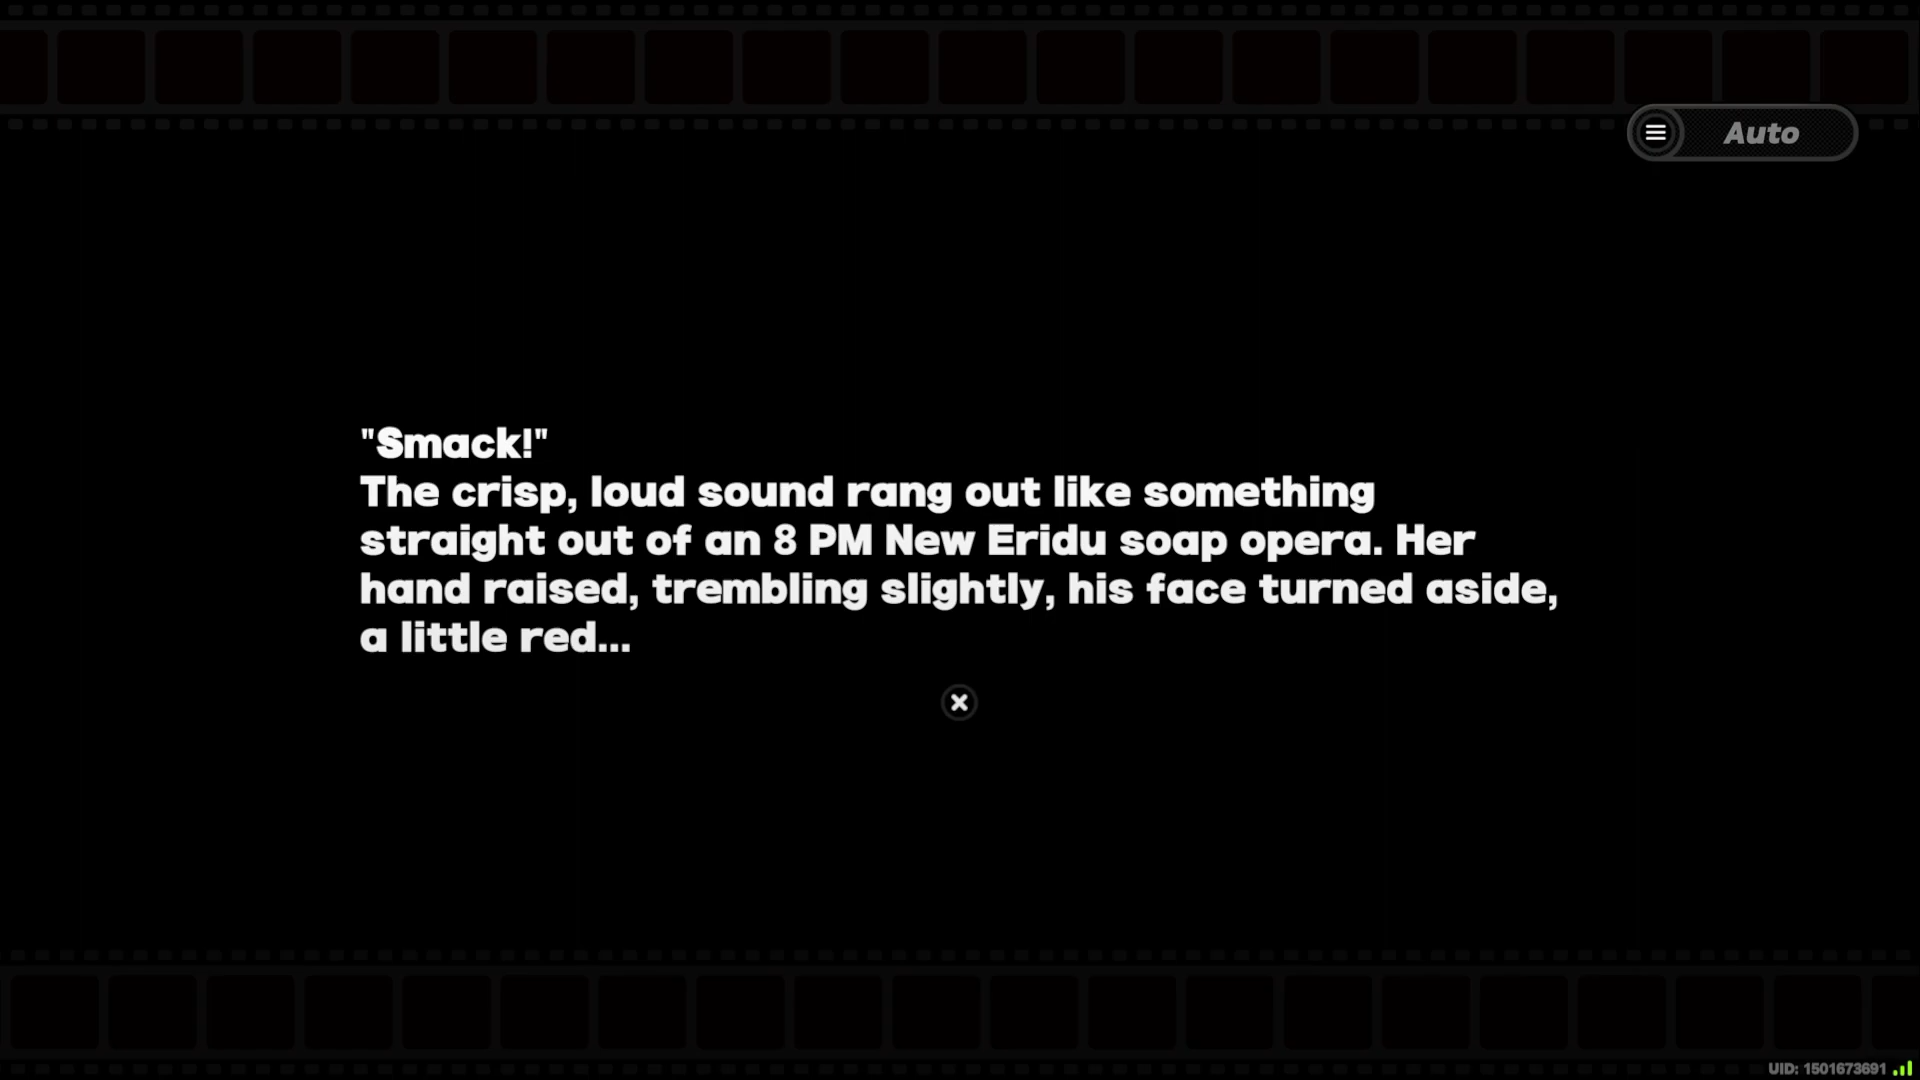 Auto
"Smack!"
The crisp, loud sound rang out like something
straight out of an 8 PM New Eridu soap opera. Her
hand raised, trembling slightly, his face turned aside,
a little red...
UID: 1501673691